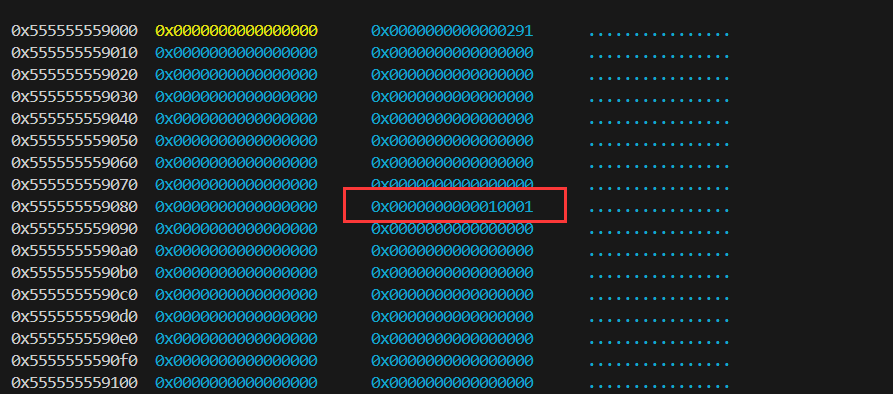 0x555555559000 0x0000000000000000 0x0000000000000291 ................
0x555555559010 0x0000000000000000 0x0000000000000000 ................
0x555555559020 0x0000000000000000 0x0000000000000000 ................
0x555555559030 0x0000000000000000 0x0000000000000000 ................
0x555555559040 0x0000000000000000 0x0000000000000000 ................
0x555555559050 0x0000000000000000 0x0000000000000000 ................
0x555555559060 0x0000000000000000 0x0000000000000000 ................
0x555555559070 0x0000000000000000 0x0000000000000000 ................
0x555555559080 0x0000000000000000 0x0000000000010001 ................
0x555555559090 0x0000000000000000 0x0000000000000000 ................
0x5555555590a0 0x0000000000000000 0x0000000000000000 ................
0x5555555590b0 0x0000000000000000 0x0000000000000000 ................
0x5555555590c0 0x0000000000000000 0x0000000000000000 ................
0x5555555590d0 0x0000000000000000 0x0000000000000000 ................
0x5555555590e0 0x0000000000000000 0x0000000000000000 ................
0x5555555590f0 0x0000000000000000 0x0000000000000000 ................
0x555555559100 0x0000000000000000 0x0000000000000000 ................